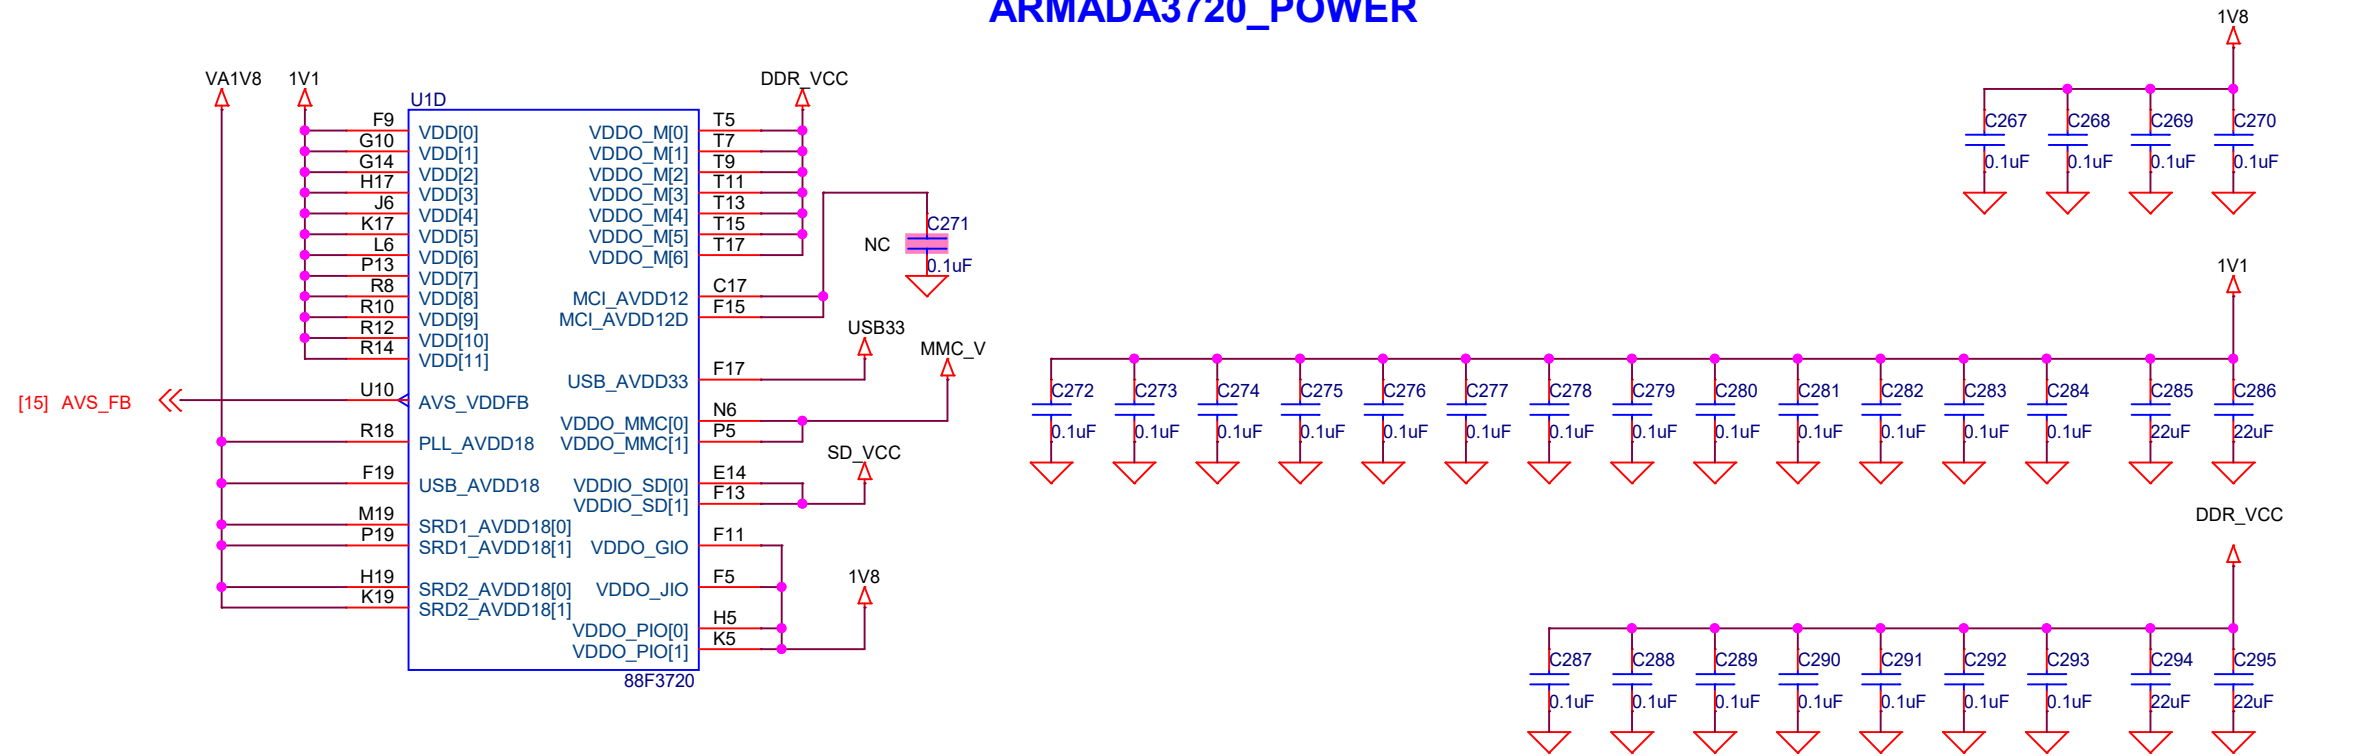 ARMADA3720_POWER
1V8
VA1V8 1V1 DDR_VCC
U1D
F9 VDD[0] VDDO_M[0] T5
G10 VDD[1] VDDO_M[1] T7
G14 VDD[2] VDDO_M[2] T9
H17 VDD[3] VDDO_M[3] T11
J6 VDD[4] VDDO_M[4] T13
K17 VDD[5] VDDO_M[5] T15
L6 VDD[6] VDDO_M[6] T17
P13 VDD[7]
R8 VDD[8] MCI_AVDD12 C17
R10 VDD[9] MCI_AVDD12D F15
R12 VDD[10]
R14 VDD[11]
USB_AVDD33 F17
[15] AVS_FB U10 AVS_VDDFB
VDDO_MMC[0] N6
R18 PLL_AVDD18 VDDO_MMC[1] P5
F19 USB_AVDD18 VDDIO_SD[0] E14
VDDIO_SD[1] F13
M19 SRD1_AVDD18[0]
P19 SRD1_AVDD18[1] VDDO_GIO F11
H19 SRD2_AVDD18[0] VDDO_JIO F5
K19 SRD2_AVDD18[1]
VDDO_PIO[0] H5
VDDO_PIO[1] K5
88F3720
C271
NC
0.1uF
USB33
MMC_V
SD_VCC
1V8
C267 C268 C269 C270
0.1uF 0.1uF 0.1uF 0.1uF
1V1
C272 C273 C274 C275 C276 C277 C278 C279 C280 C281 C282 C283 C284 C285 C286
0.1uF 0.1uF 0.1uF 0.1uF 0.1uF 0.1uF 0.1uF 0.1uF 0.1uF 0.1uF 0.1uF 0.1uF 0.1uF 22uF 22uF
DDR_VCC
C287 C288 C289 C290 C291 C292 C293 C294 C295
0.1uF 0.1uF 0.1uF 0.1uF 0.1uF 0.1uF 0.1uF 22uF 22uF